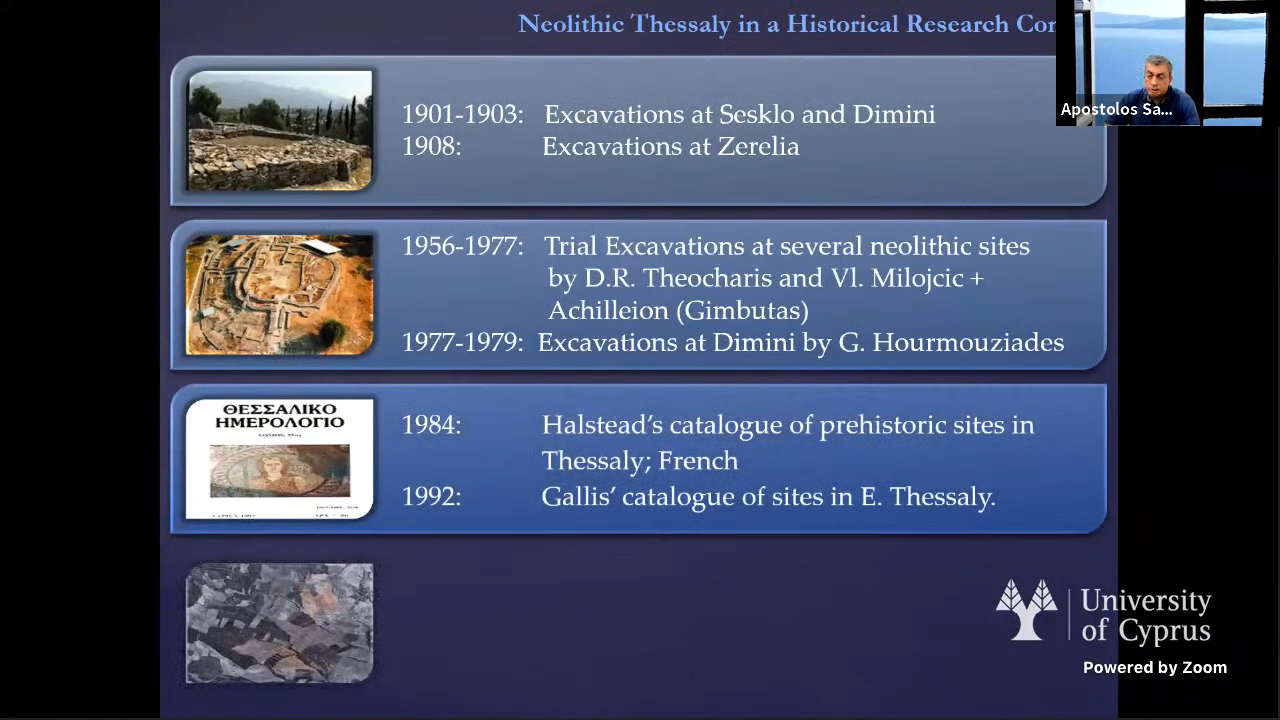 Neolithic Thessaly in a Historical Research Con
Apostolos Sa...
1901-1903: Excavations at Sesklo and Dimini
1908: Excavations at Zerelia
1956-1977: Trial Excavations at several neolithic sites
by D.R. Theocharis and Vl. Milojcic +
Achilleion (Gimbutas)
1977-1979: Excavations at Dimini by G. Hourmouziades
ΘΕΣΣΑΛΙΚΟ
ΗΜΕΡΟΛΟΓΙΟ
1984: Halstead's catalogue of prehistoric sites in
Thessaly; French
1992: Gallis' catalogue of sites in E. Thessaly.
University
of Cyprus
Powered by Zoom